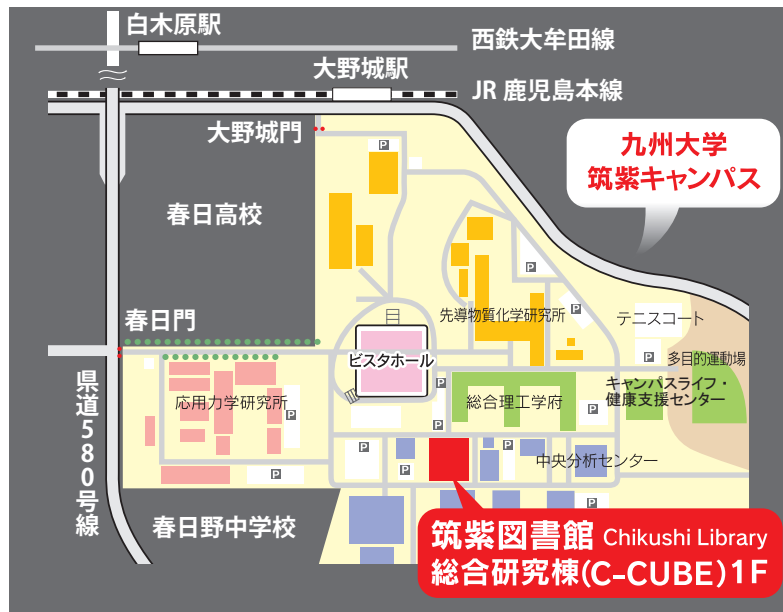 白木原駅
西鉄大牟田線
大野城駅
JR 鹿児島本線
大野城門
九州大学
筑紫キャンパス
P
春日高校
P
春日門
先導物質化学研究所
P
テニスコート
ビスタホール
P
多目的運動場
県道580号線
応用力学研究所
P
P
総合理工学府
P
キャンパスライフ・
健康支援センター
P
P
P
P
中央分析センター
春日野中学校
P
筑紫図書館 Chikushi Library
総合研究棟(C-CUBE)1F